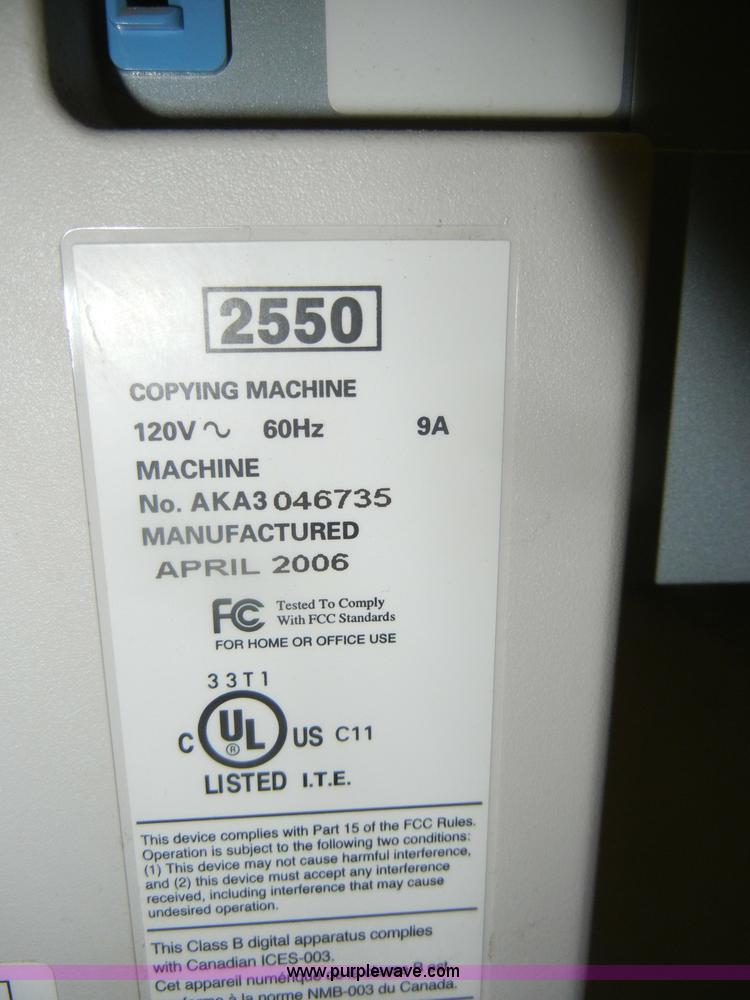 2550
COPYING MACHINE
120V 60Hz 9A
MACHINE
No. AKA3 046735
MANUFACTURED
APRIL 2006
FC Tested To Comply
With FCC Standards
FOR HOME OR OFFICE USE
33T1
C UL ® US C11
LISTED I.T.E.
This device complies with Part 15 of the FCC Rules.
Operation is subject to the following two conditions:
(1) This device may not cause harmful interference,
and (2) this device must accept any interference
received, including interference that may cause
undesired operation.
This Class B digital apparatus complies
with Canadian ICES-003.
Cet appareil B est
à la norme NMB-003 du Canada.
www.purplewave.com